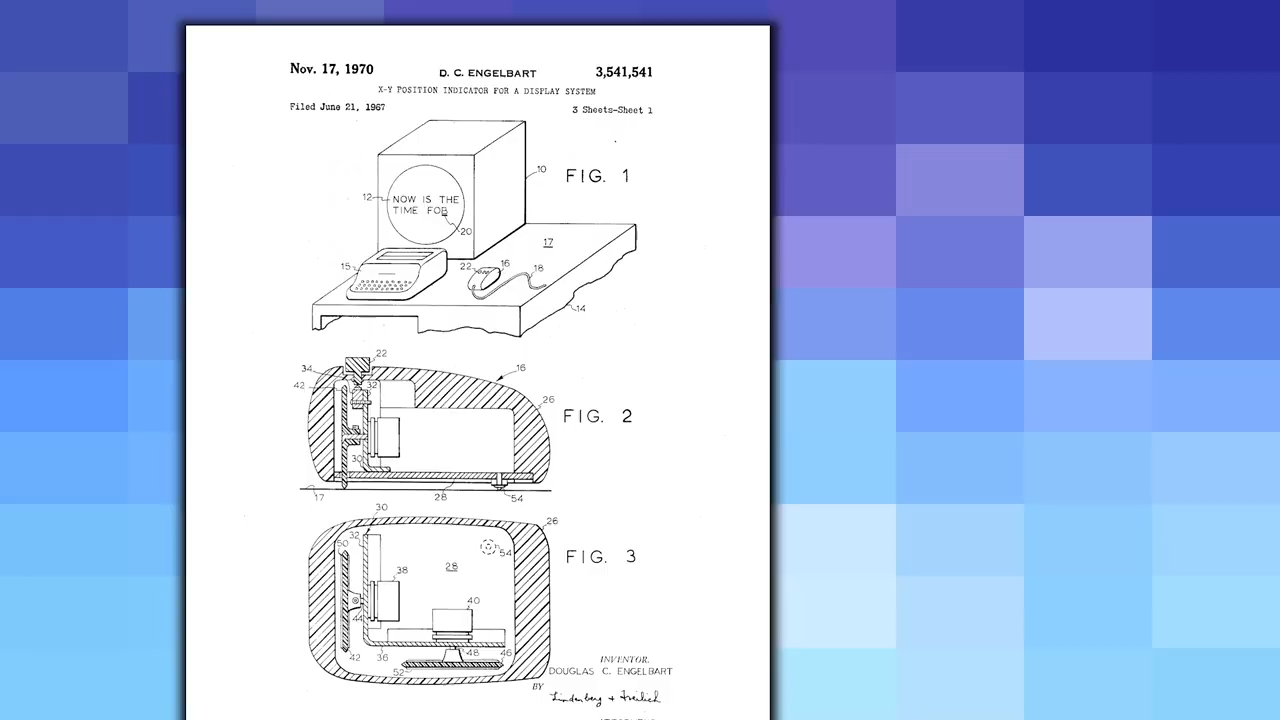 Nov. 17, 1970 D. C. ENGELBART 3,541,541
X-Y POSITION INDICATOR FOR A DISPLAY SYSTEM
Filed June 21, 1967 3 Sheets-Sheet 1
FIG. 1
10
12
NOW IS THE
TIME FOR
20
17
15
22
16
18
14
22
34
16
42
32
26
FIG. 2
30
17
28
54
30
26
32
50
54
FIG. 3
28
38
40
44
42
36
48
46
52
INVENTOR.
DOUGLAS C. ENGELBART
BY
Lindenberg + Freilich